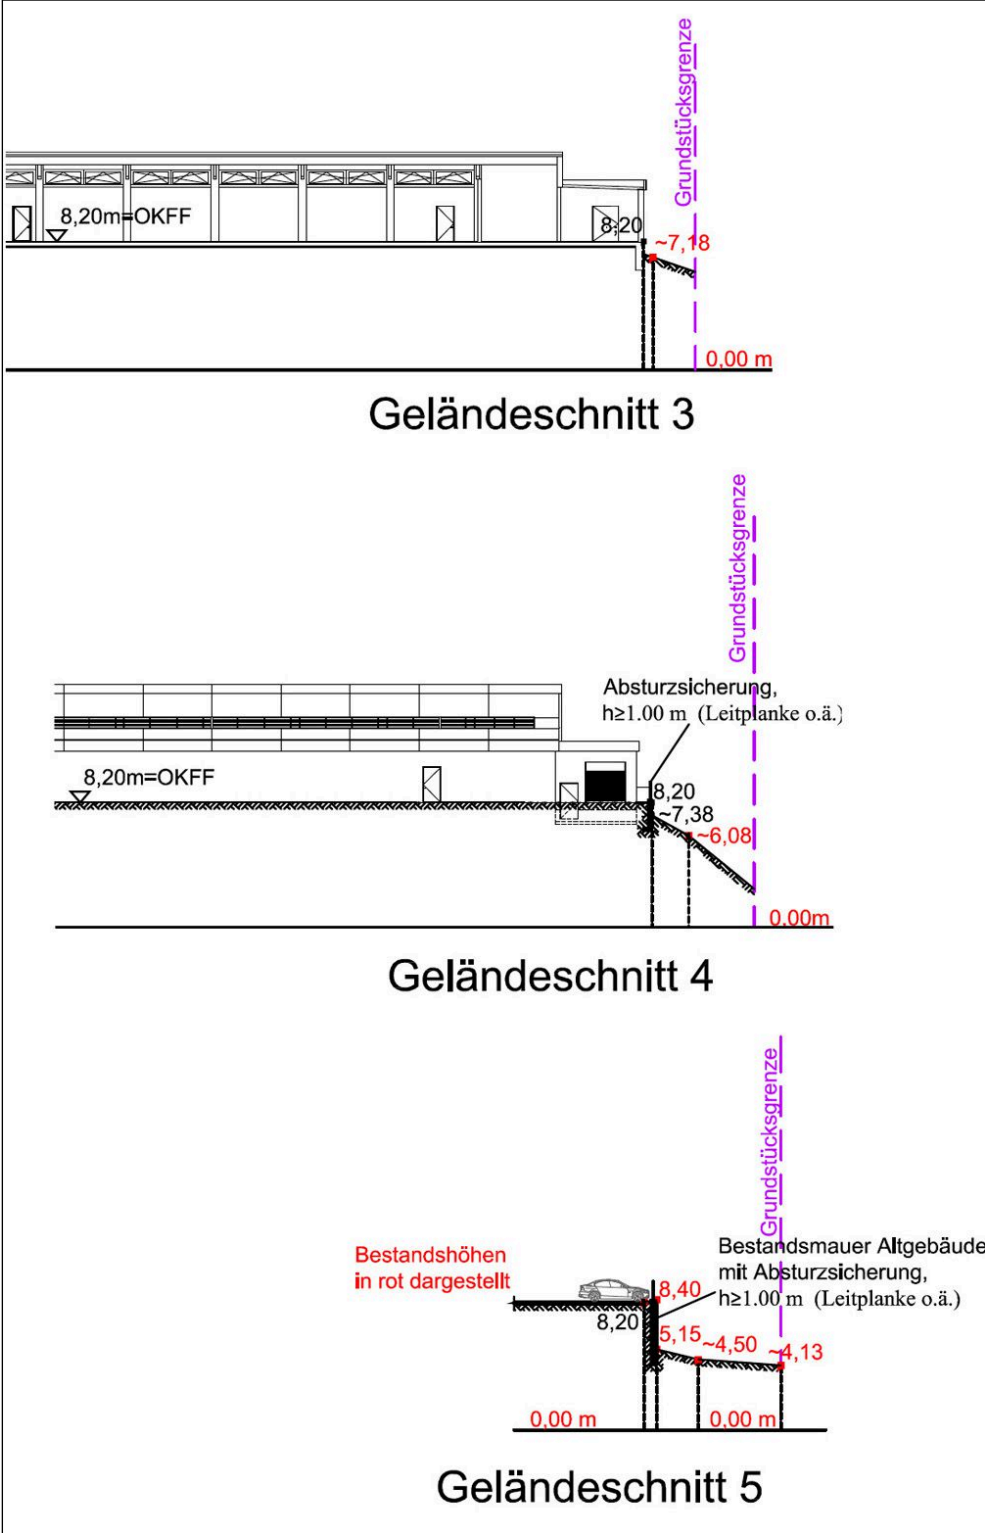 Grundstücksgrenze
8,20m=OKFF
8,20
~7,18
0,00 m
Geländeschnitt 3
Grundstücksgrenze
Absturzsicherung,
h≥1.00 m (Leitplanke o.ä.)
8,20m=OKFF
8,20
~7,38
~6,08
0,00m
Geländeschnitt 4
Grundstücksgrenze
Bestandshöhen
in rot dargestellt
Bestandsmauer Altgebäude
mit Absturzsicherung,
h≥1.00 m (Leitplanke o.ä.)
8,40
8,20
5,15
~4,50
~4,13
0,00 m
0,00 m
Geländeschnitt 5